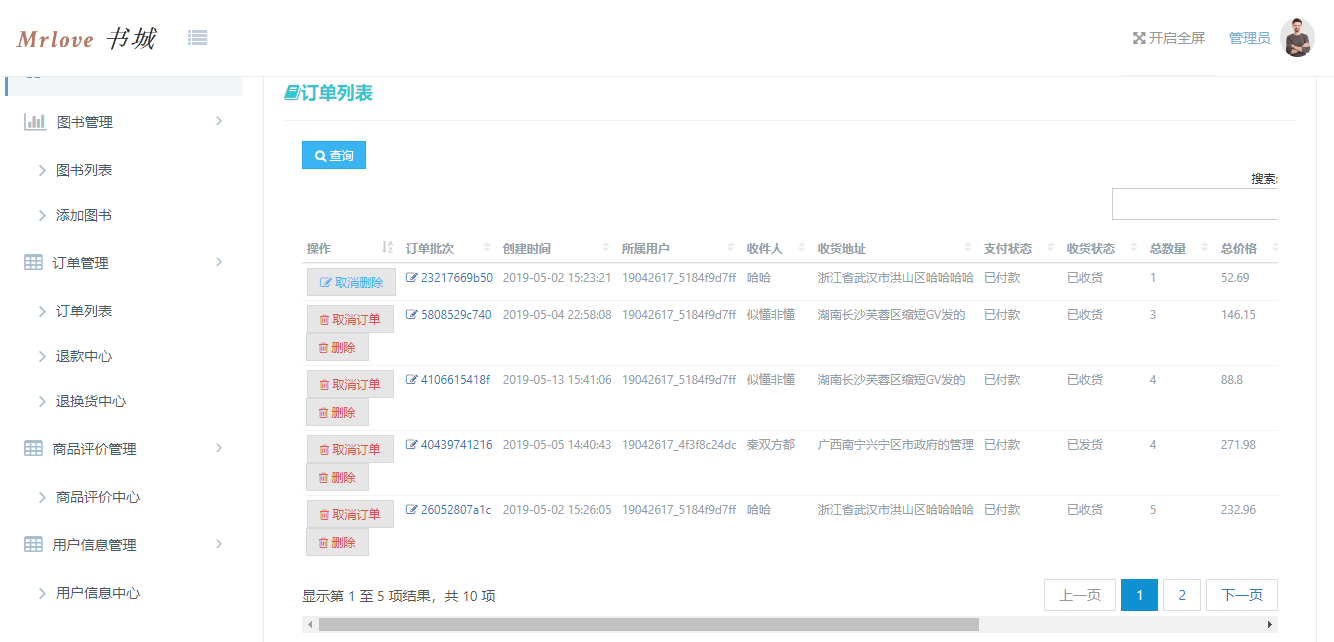 Mrlove 书城
开启全屏 管理员
图书管理
图书列表
添加图书
订单管理
订单列表
退款中心
退换货中心
商品评价管理
商品评价中心
用户信息管理
用户信息中心
订单列表
查询
搜索:
操作 订单批次 创建时间 所属用户 收件人 收货地址 支付状态 收货状态 总数量 总价格
取消删除 23217669b50 2019-05-02 15:23:21 19042617_5184f9d7ff 哈哈 浙江省武汉市洪山区哈哈哈哈 已付款 已收货 1 52.69
取消订单 5808529c740 2019-05-04 22:58:08 19042617_5184f9d7ff 似懂非懂 湖南长沙芙蓉区缩短GV发的 已付款 已收货 3 146.15
删除
取消订单 4106615418f 2019-05-13 15:41:06 19042617_5184f9d7ff 似懂非懂 湖南长沙芙蓉区缩短GV发的 已付款 已收货 4 88.8
删除
取消订单 40439741216 2019-05-05 14:40:43 19042617_4f3f8c24dc 秦双方都 广西南宁兴宁区市政府的管理 已付款 已发货 4 271.98
删除
取消订单 26052807a1c 2019-05-02 15:26:05 19042617_5184f9d7ff 哈哈 浙江省武汉市洪山区哈哈哈哈 已付款 已收货 5 232.96
删除
显示第 1 至 5 项结果，共 10 项
上一页 1 2 下一页